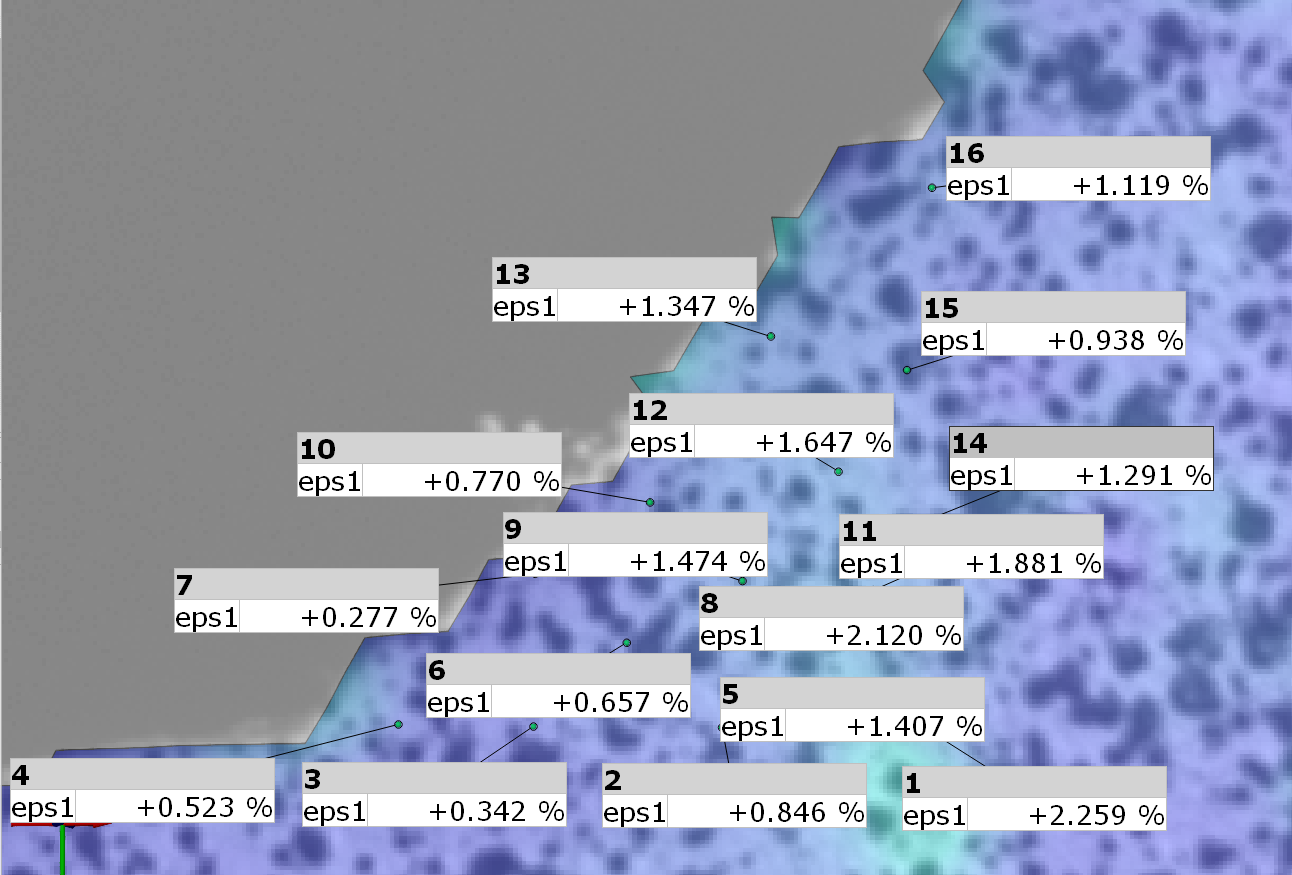 16
eps1 +1.119 %
13
eps1 +1.347 %
15
eps1 +0.938 %
12
eps1 +1.647 %
14
eps1 +1.291 %
10
eps1 +0.770 %
9
eps1 +1.474 %
11
eps1 +1.881 %
7
eps1 +0.277 %
8
eps1 +2.120 %
6
eps1 +0.657 %
5
eps1 +1.407 %
4
eps1 +0.523 %
3
eps1 +0.342 %
2
eps1 +0.846 %
1
eps1 +2.259 %